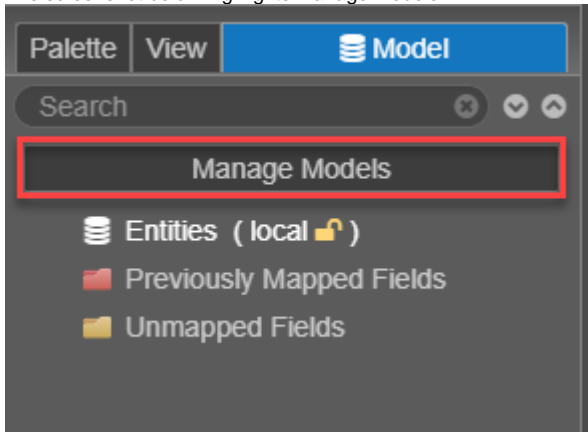 Palette View Model
Search
Manage Models
Entities ( local )
Previously Mapped Fields
Unmapped Fields